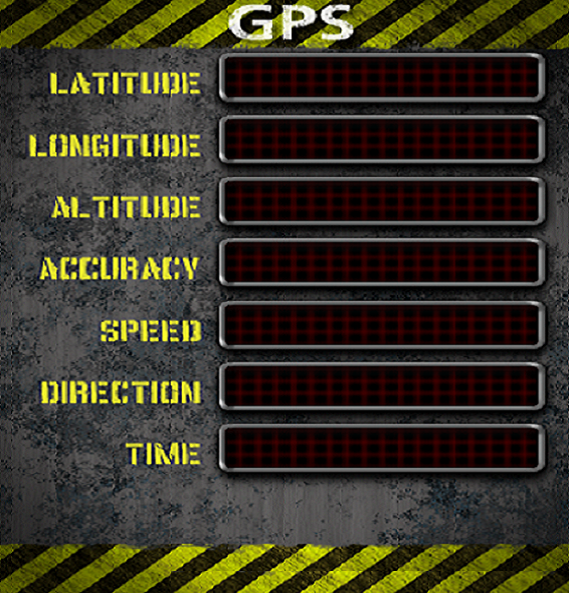 GPS
LATITUDE
LONGITUDE
ALTITUDE
ACCURACY
SPEED
DIRECTION
TIME